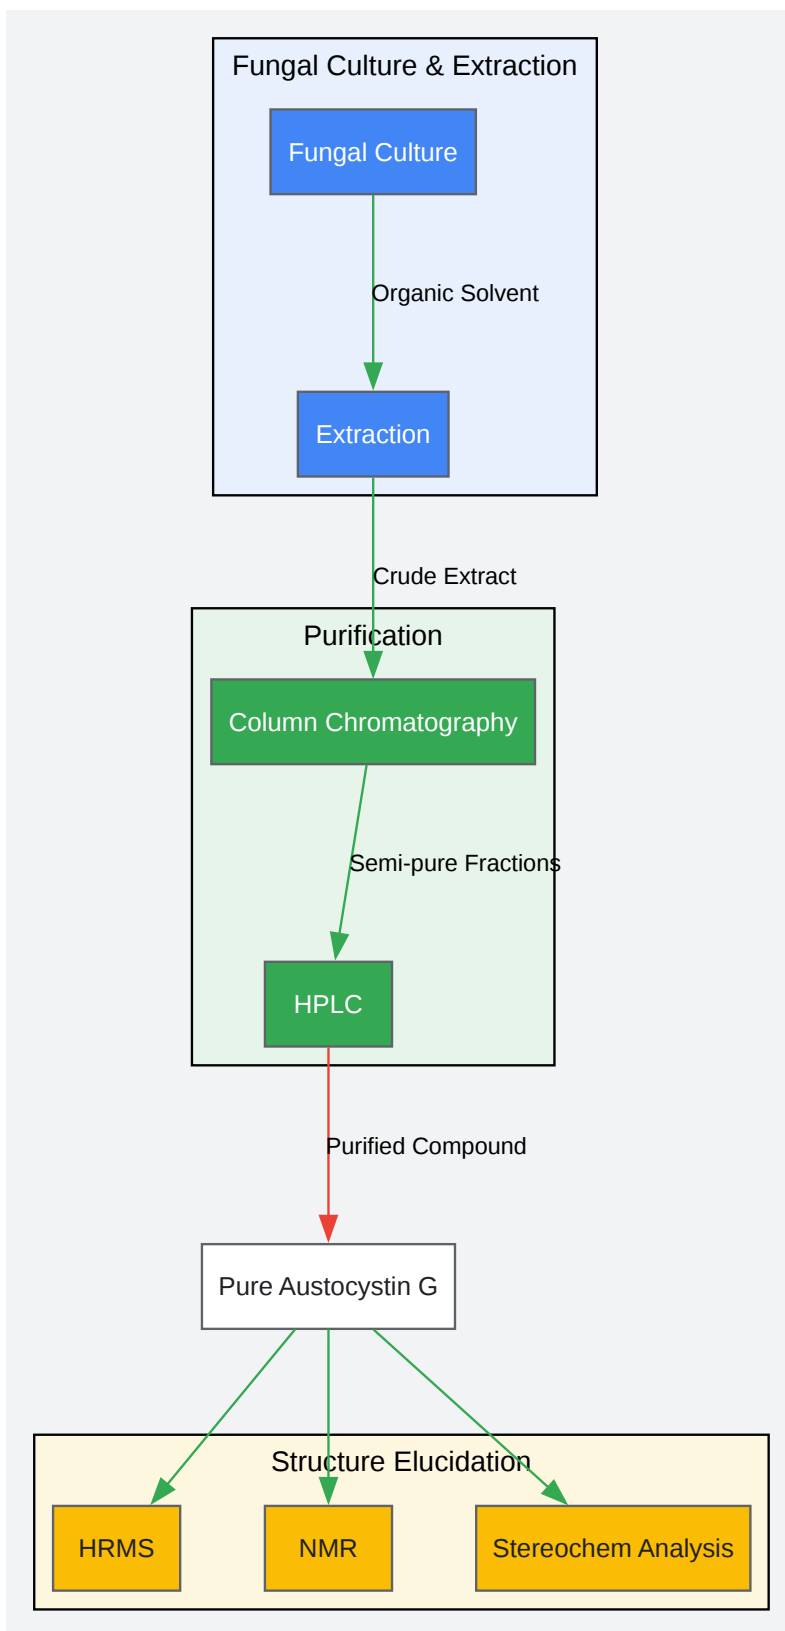 Fungal Culture & Extraction
Fungal Culture
Organic Solvent
Extraction
Crude Extract
Purification
Column Chromatography
Semi-pure Fractions
HPLC
Purified Compound
Pure Austocystin G
Structure Elucidation
HRMS
NMR
Stereochem Analysis